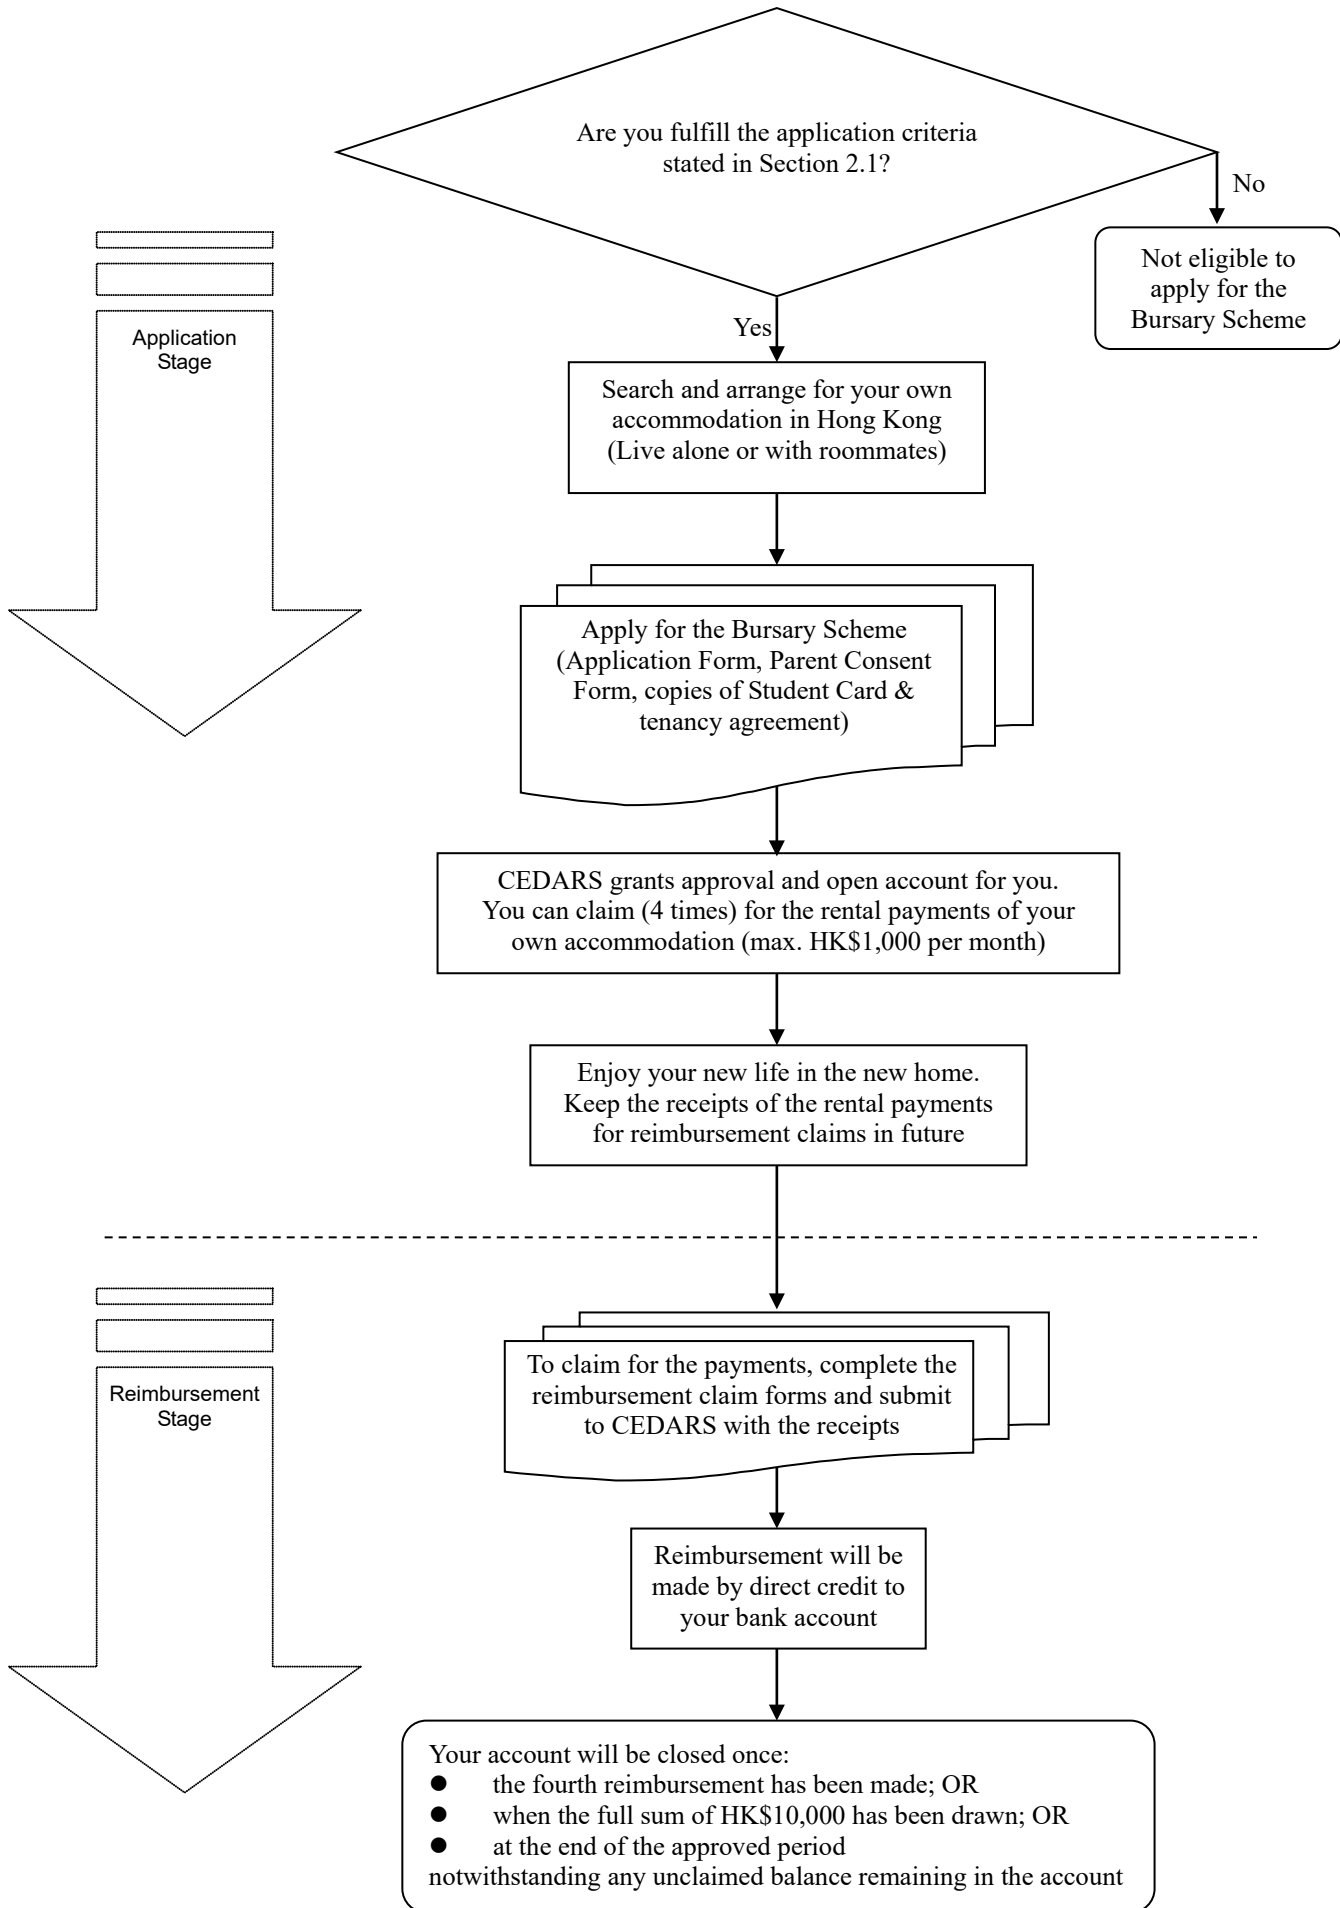 Are you fulfill the application criteria
stated in Section 2.1?
No
Not eligible to
apply for the
Bursary Scheme
Yes
Application
Stage
Search and arrange for your own
accommodation in Hong Kong
(Live alone or with roommates)
Apply for the Bursary Scheme
(Application Form, Parent Consent
Form, copies of Student Card &
tenancy agreement)
CEDARS grants approval and open account for you.
You can claim (4 times) for the rental payments of your
own accommodation (max. HK$1,000 per month)
Enjoy your new life in the new home.
Keep the receipts of the rental payments
for reimbursement claims in future
Reimbursement
Stage
To claim for the payments, complete the
reimbursement claim forms and submit
to CEDARS with the receipts
Reimbursement will be
made by direct credit to
your bank account
Your account will be closed once:
● the fourth reimbursement has been made; OR
● when the full sum of HK$10,000 has been drawn; OR
● at the end of the approved period
notwithstanding any unclaimed balance remaining in the account